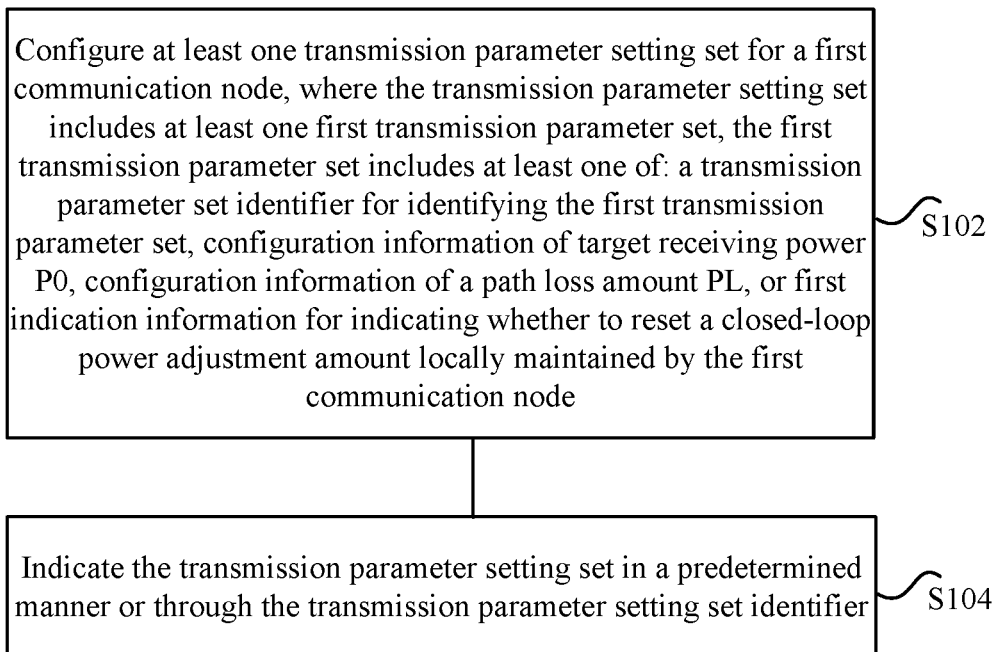 Configure at least one transmission parameter setting set for a first
communication node, where the transmission parameter setting set
includes at least one first transmission parameter set, the first
transmission parameter set includes at least one of: a transmission
parameter set identifier for identifying the first transmission
parameter set, configuration information of target receiving power
P0, configuration information of a path loss amount PL, or first
indication information for indicating whether to reset a closed-loop
power adjustment amount locally maintained by the first
communication node
S102
Indicate the transmission parameter setting set in a predetermined
manner or through the transmission parameter setting set identifier
S104